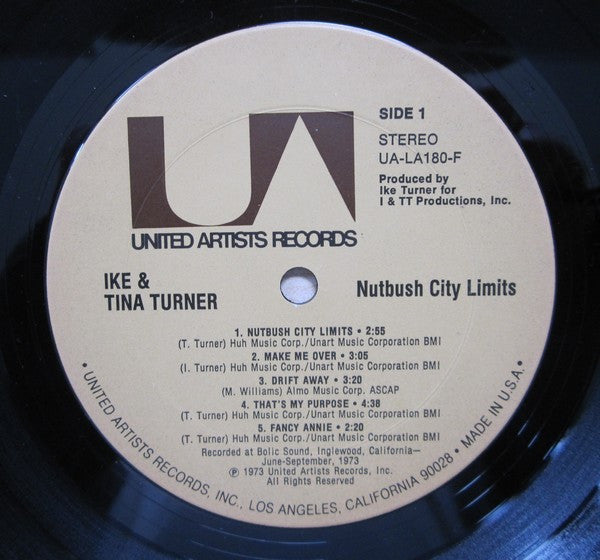 UA
UNITED ARTISTS RECORDS
SIDE 1
STEREO
UA-LA180-F
Produced by
Ike Turner for
I & TT Productions, Inc.
IKE &
TINA TURNER
Nutbush City Limits
1. NUTBUSH CITY LIMITS • 2:55
(T. Turner) Huh Music Corp./Unart Music Corporation BMI
2. MAKE ME OVER • 3:05
(I. Turner) Huh Music Corp./Unart Music Corporation BMI
3. DRIFT AWAY • 3:20
(M. Williams) Almo Music Corp. ASCAP
4. THAT'S MY PURPOSE • 4:38
(T. Turner) Huh Music Corp./Unart Music Corporation BMI
5. FANCY ANNIE • 2:20
(T. Turner) Huh Music Corp./Unart Music Corporation BMI
Recorded at Bolic Sound, Inglewood, California—
June-September, 1973
℗ 1973 United Artists Records, Inc.
All Rights Reserved
• UNITED ARTISTS RECORDS, INC., LOS ANGELES, CALIFORNIA 90028 • MADE IN U.S.A. •